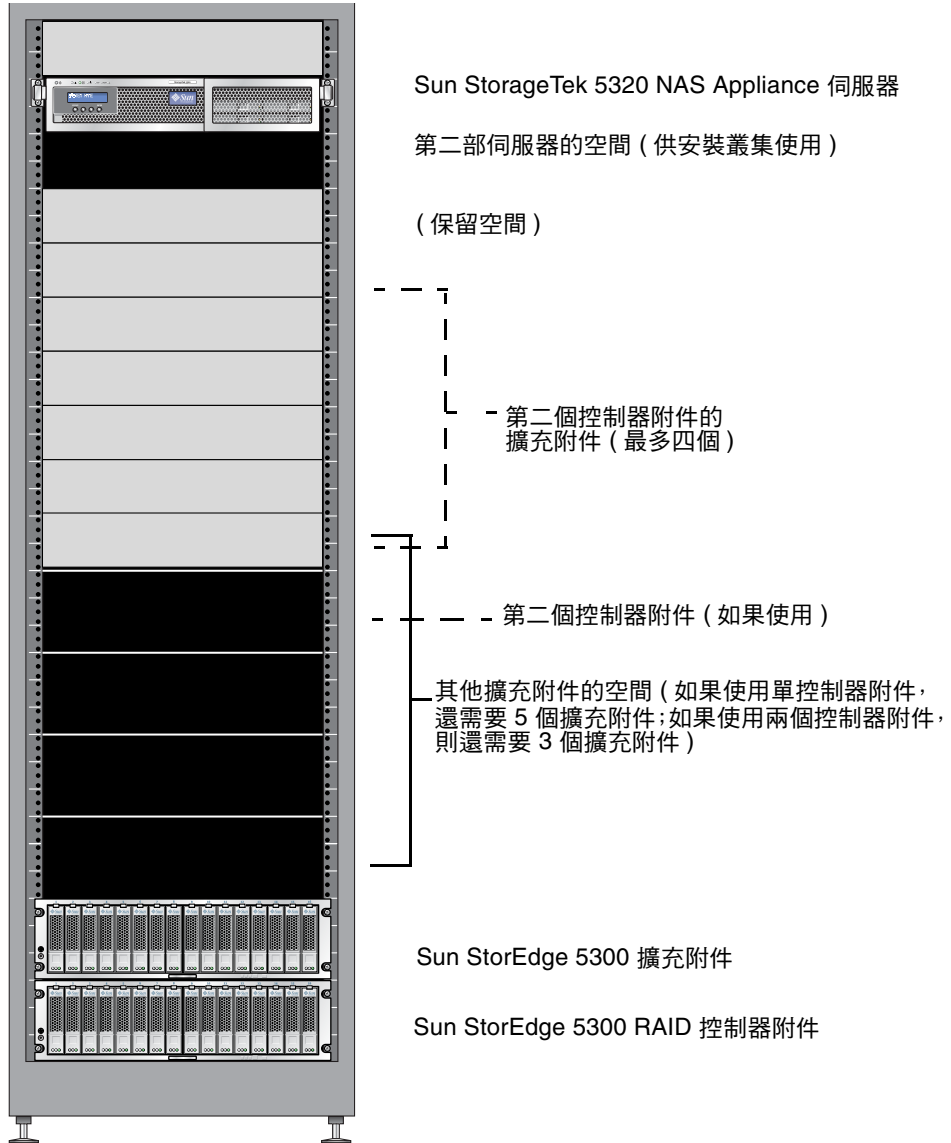 Sun StorageTek 5320 NAS Appliance 伺服器
第二部伺服器的空間 ( 供安裝叢集使用 )
( 保留空間 )
第二個控制器附件的
擴充附件 ( 最多四個 )
第二個控制器附件 ( 如果使用 )
其他擴充附件的空間 ( 如果使用單控制器附件，
還需要 5 個擴充附件；如果使用兩個控制器附件，
則還需要 3 個擴充附件 )
Sun StorEdge 5300 擴充附件
Sun StorEdge 5300 RAID 控制器附件